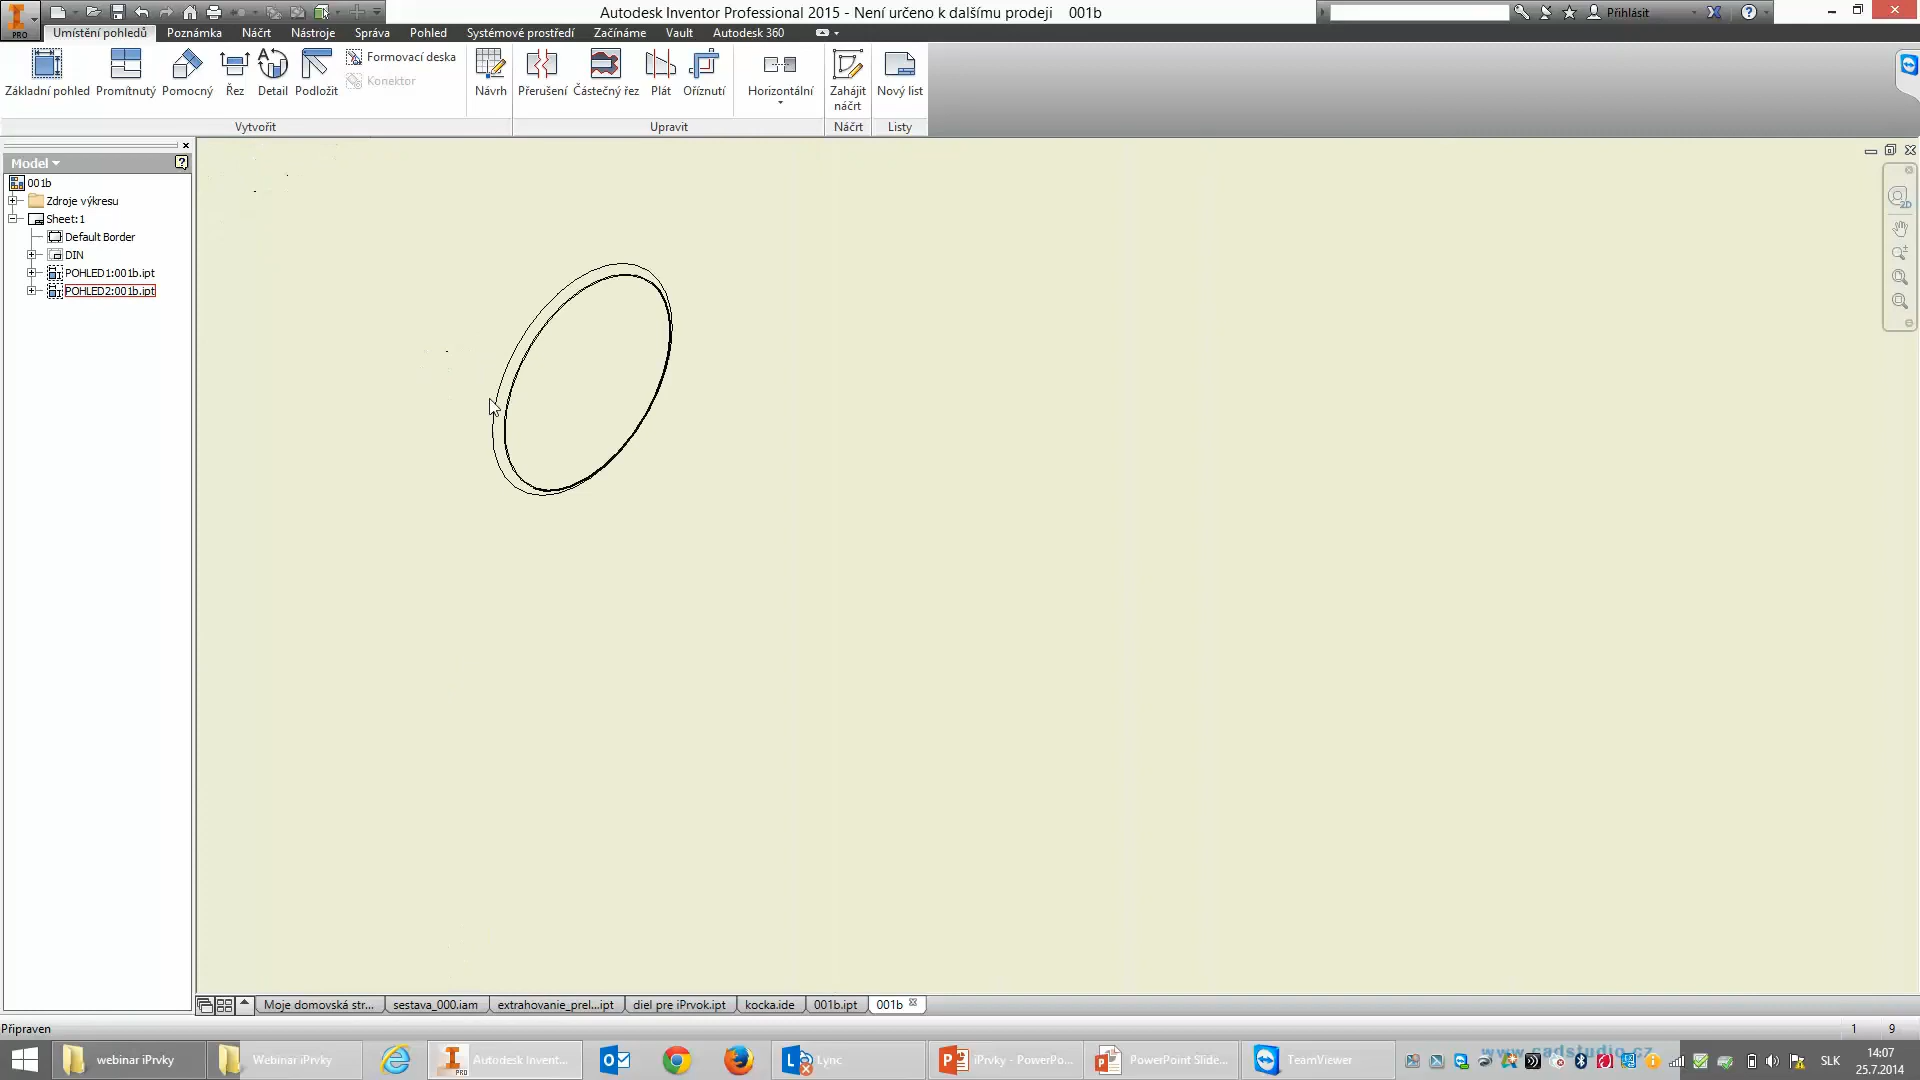 Autodesk Inventor Professional 2015 - Není určeno k dalšímu prodeji 001b
Přihlásit
PRO
Umístění pohledů Poznámka Náčrt Nástroje Správa Pohled Systémové prostředí Začínáme Vault Autodesk 360
Základní pohled Promítnutý Pomocný Řez Detail Podložit
Formovací deska
Konektor
Návrh Přerušení Částečný řez Plát Oříznutí Horizontální
Zahájit náčrt
Nový list
Vytvořit Upravit Náčrt Listy
Model
001b
Zdroje výkresu
Sheet:1
Default Border
DIN
POHLED1:001b.ipt
POHLED2:001b.ipt
2D
Moje domovská str... sestava_000.iam extrahovanie_prel...ipt diel pre iPrvok.ipt kocka.ide 001b.ipt 001b
Připraven
1 9
webinar iPrvky Webinar iPrvky Autodesk Invent... Lync iPrvky - PowerPo... PowerPoint Slide... TeamViewer
www.cadstudio.cz
SLK
14:07
25.7.2014